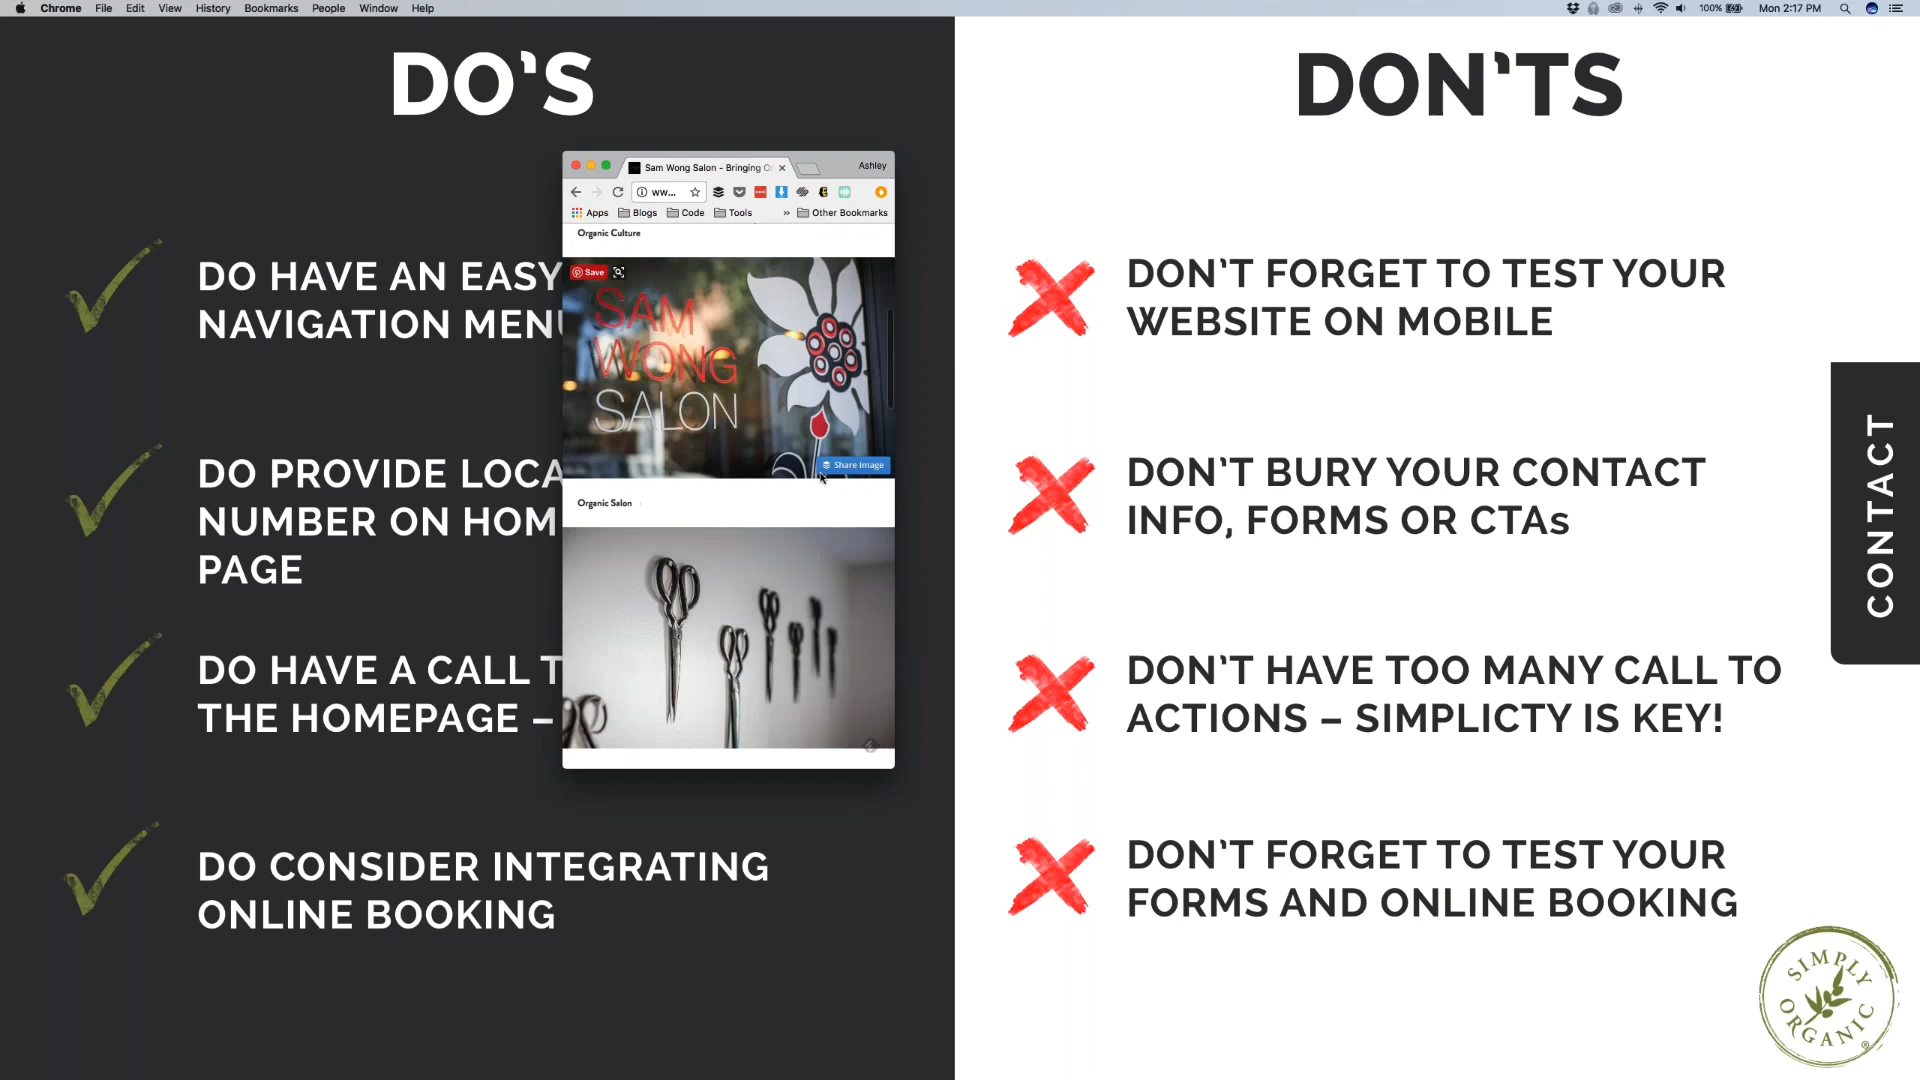 Chrome File Edit View History Bookmarks People Window Help
100% Mon 2:17 PM
DO'S
DO HAVE AN EASY
NAVIGATION MENU
DO PROVIDE LOCA
NUMBER ON HOM
PAGE
DO HAVE A CALL T
THE HOMEPAGE –
DO CONSIDER INTEGRATING
ONLINE BOOKING
Sam Wong Salon - Bringing O
Ashley
ww...
Apps Blogs Code Tools » Other Bookmarks
Organic Culture
Save
SAM
WONG
SALON
Share Image
Organic Salon
DON'TS
DON'T FORGET TO TEST YOUR
WEBSITE ON MOBILE
DON'T BURY YOUR CONTACT
INFO, FORMS OR CTAs
DON'T HAVE TOO MANY CALL TO
ACTIONS – SIMPLICTY IS KEY!
DON'T FORGET TO TEST YOUR
FORMS AND ONLINE BOOKING
CONTACT
SIMPLY
ORGANIC
®